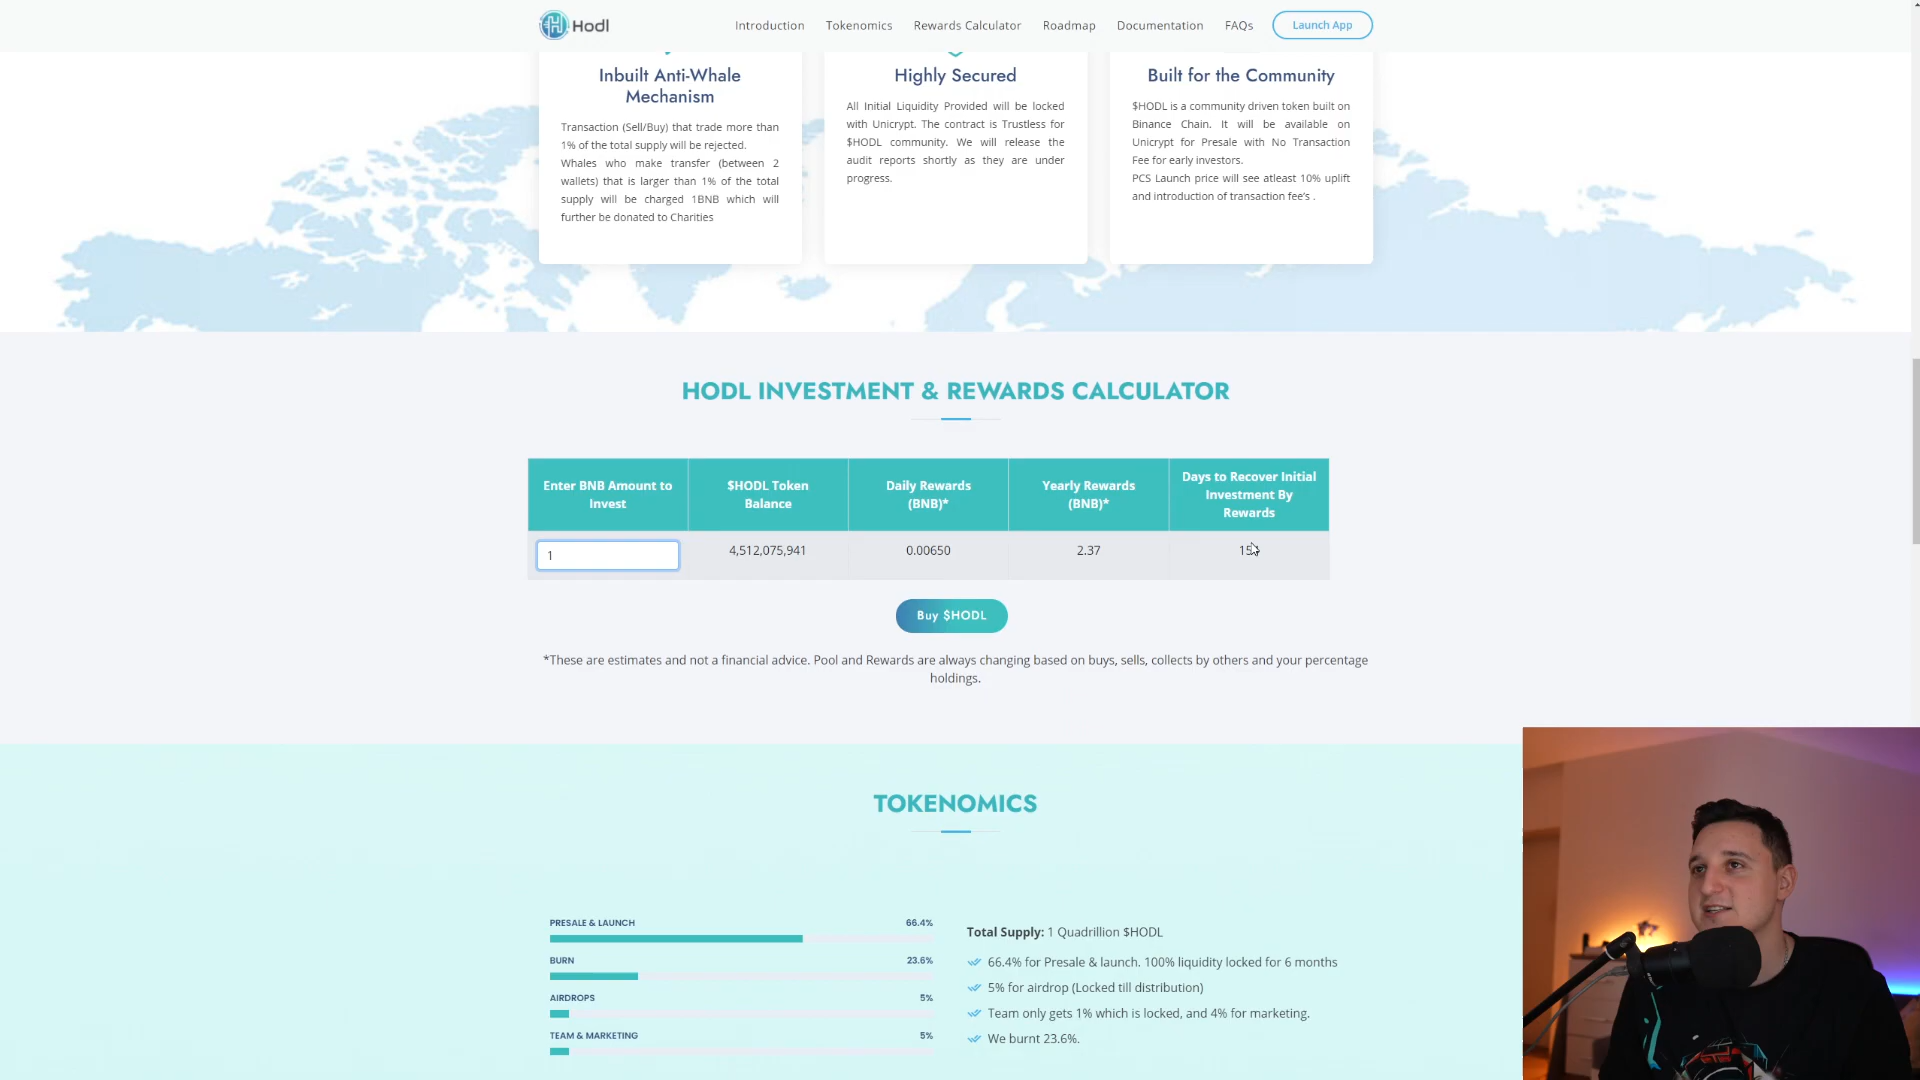 Hodl
Introduction
Tokenomics
Rewards Calculator
Roadmap
Documentation
FAQs
Launch App
Inbuilt Anti-Whale
Mechanism
Transaction (Sell/Buy) that trade more than
1% of the total supply will be rejected.
Whales who make transfer (between 2
wallets) that is larger than 1% of the total
supply will be charged 1BNB which will
further be donated to Charities
Highly Secured
All Initial Liquidity Provided will be locked
with Unicrypt. The contract is Trustless for
$HODL community. We will release the
audit reports shortly as they are under
progress.
Built for the Community
$HODL is a community driven token built on
Binance Chain. It will be available on
Unicrypt for Presale with No Transaction
Fee for early investors.
PCS Launch price will see atleast 10% uplift
and introduction of transaction fee's .
HODL INVESTMENT & REWARDS CALCULATOR
Enter BNB Amount to
Invest
$HODL Token
Balance
Daily Rewards
(BNB)*
Yearly Rewards
(BNB)*
Days to Recover Initial
Investment By
Rewards
1
4,512,075,941
0.00650
2.37
Buy $HODL
*These are estimates and not a financial advice. Pool and Rewards are always changing based on buys, sells, collects by others and your percentage
holdings.
TOKENOMICS
PRESALE & LAUNCH 66.4%
BURN 23.6%
AIRDROPS 5%
TEAM & MARKETING 5%
Total Supply: 1 Quadrillion $HODL
66.4% for Presale & launch. 100% liquidity locked for 6 months
5% for airdrop (Locked till distribution)
Team only gets 1% which is locked, and 4% for marketing.
We burnt 23.6%.